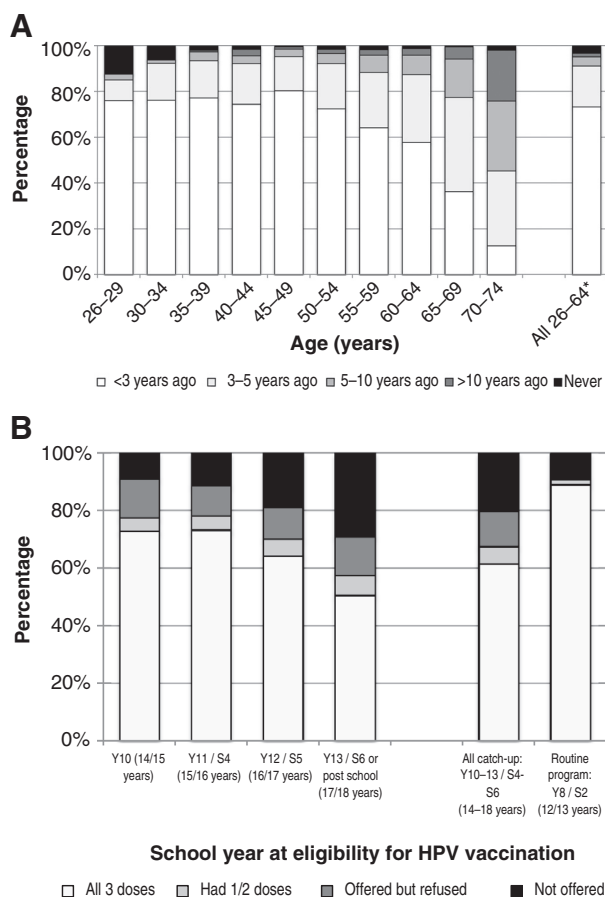 A
100%
80%
60%
40%
20%
0%
Percentage
26–29
30–34
35–39
40–44
45–49
50–54
55–59
60–64
65–69
70–74
All 26–64*
Age (years)
<3 years ago 3–5 years ago 5–10 years ago >10 years ago Never
B
100%
80%
60%
40%
20%
0%
Percentage
Y10 (14/15
years)
Y11 / S4
(15/16 years)
Y12 / S5
(16/17 years)
Y13 / S6 or
post school
(17/18 years)
All catch-up:
Y10–13 / S4-
S6
(14–18 years)
Routine
program:
Y8 / S2
(12/13 years)
School year at eligibility for HPV vaccination
All 3 doses Had 1/2 doses Offered but refused Not offered